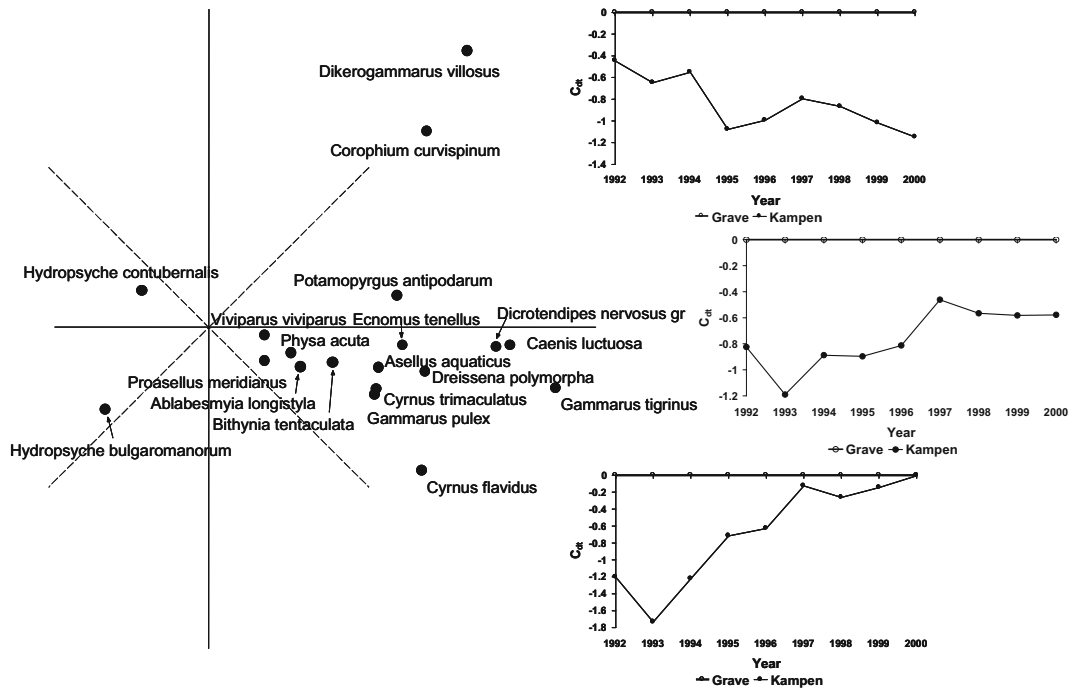 Dikerogammarus villosus
Corophium curvispinum
Hydropsyche contubernalis
Potamopyrgus antipodarum
Viviparus viviparus
Ecnomus tenellus
Dicrotendipes nervosus gr
Physa acuta
Caenis luctuosa
Asellus aquaticus
Proasellus meridianus
Dreissena polymorpha
Ablabesmyia longistyla
Cyrnus trimaculatus
Gammarus tigrinus
Bithynia tentaculata
Gammarus pulex
Hydropsyche bulgaromanorum
Cyrnus flavidus
0
-0.2
-0.4
-0.6
-0.8
-1
-1.2
-1.4
Cdt
1992 1993 1994 1995 1996 1997 1998 1999 2000
Year
Grave Kampen
0
-0.2
-0.4
-0.6
-0.8
-1
-1.2
Cdt
1992 1993 1994 1995 1996 1997 1998 1999 2000
Year
Grave Kampen
0
-0.2
-0.4
-0.6
-0.8
-1
-1.2
-1.4
-1.6
-1.8
Cdt
1992 1993 1994 1995 1996 1997 1998 1999 2000
Year
Grave Kampen